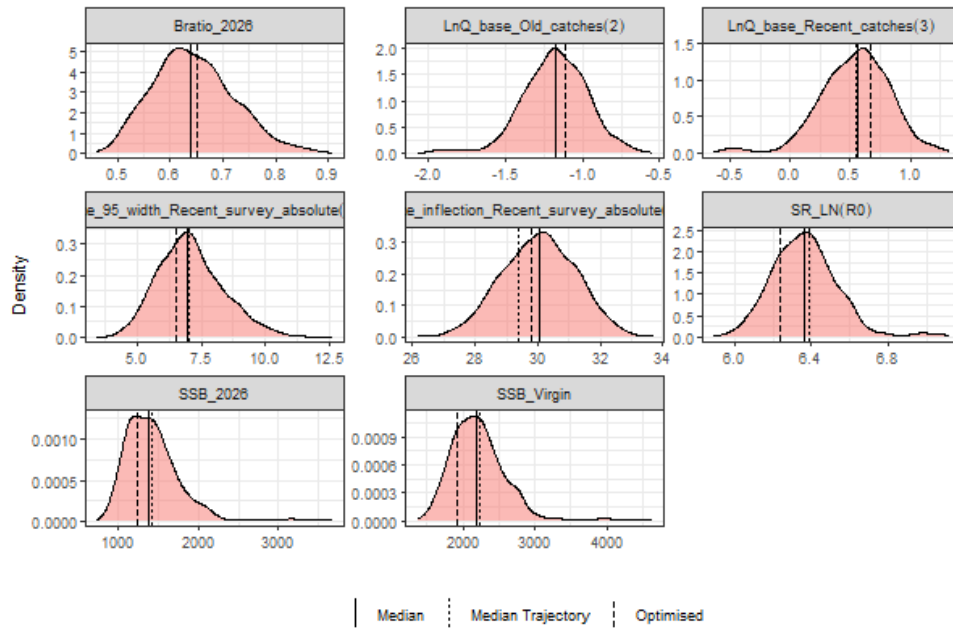 Bratio_2026
LnQ_base_Old_catches(2)
LnQ_base_Recent_catches(3)
5
4
3
2
1
0
0.5 0.6 0.7 0.8 0.9
2.0
1.5
1.0
0.5
0.0
-2.0 -1.5 -1.0 -0.5
1.5
1.0
0.5
0.0
-0.5 0.0 0.5 1.0
e_95_width_Recent_survey_absolute(
e_inflection_Recent_survey_absolute(
SR_LN(R0)
Density
0.3
0.2
0.1
0.0
5.0 7.5 10.0 12.5
0.3
0.2
0.1
0.0
26 28 30 32 34
2.5
2.0
1.5
1.0
0.5
0.0
6.0 6.4 6.8
SSB_2026
SSB_Virgin
0.0010
0.0005
0.0000
1000 2000 3000
0.0009
0.0006
0.0003
0.0000
2000 3000 4000
Median Median Trajectory Optimised